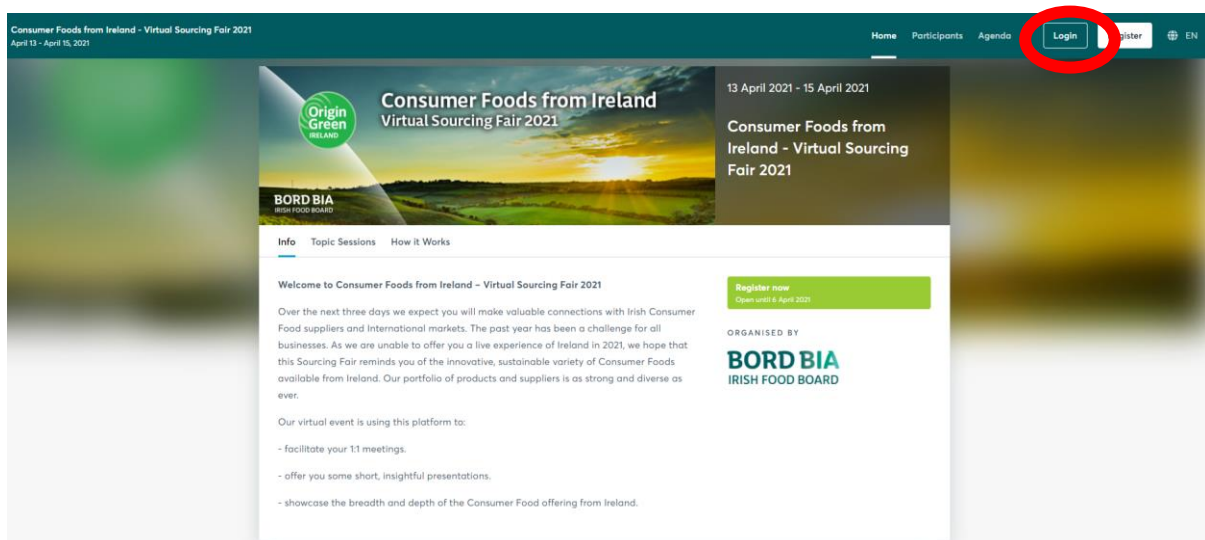 Consumer Foods from Ireland - Virtual Sourcing Fair 2021
April 13 - April 15, 2021
Home Participants Agenda Login EN
Origin
Green
IRELAND
Consumer Foods from Ireland
Virtual Sourcing Fair 2021
BORD BIA
IRISH FOOD BOARD
13 April 2021 - 15 April 2021
Consumer Foods from
Ireland - Virtual Sourcing
Fair 2021
Info Topic Sessions How it Works
Welcome to Consumer Foods from Ireland – Virtual Sourcing Fair 2021
Over the next three days we expect you will make valuable connections with Irish Consumer
Food suppliers and International markets. The past year has been a challenge for all
businesses. As we are unable to offer you a live experience of Ireland in 2021, we hope that
this Sourcing Fair reminds you of the innovative, sustainable variety of Consumer Foods
available from Ireland. Our portfolio of products and suppliers is as strong and diverse as
ever.
Our virtual event is using this platform to:
- facilitate your 1:1 meetings.
- offer you some short, insightful presentations.
- showcase the breadth and depth of the Consumer Food offering from Ireland.
Register now
Open until 6 April 2021
ORGANISED BY
BORD BIA
IRISH FOOD BOARD